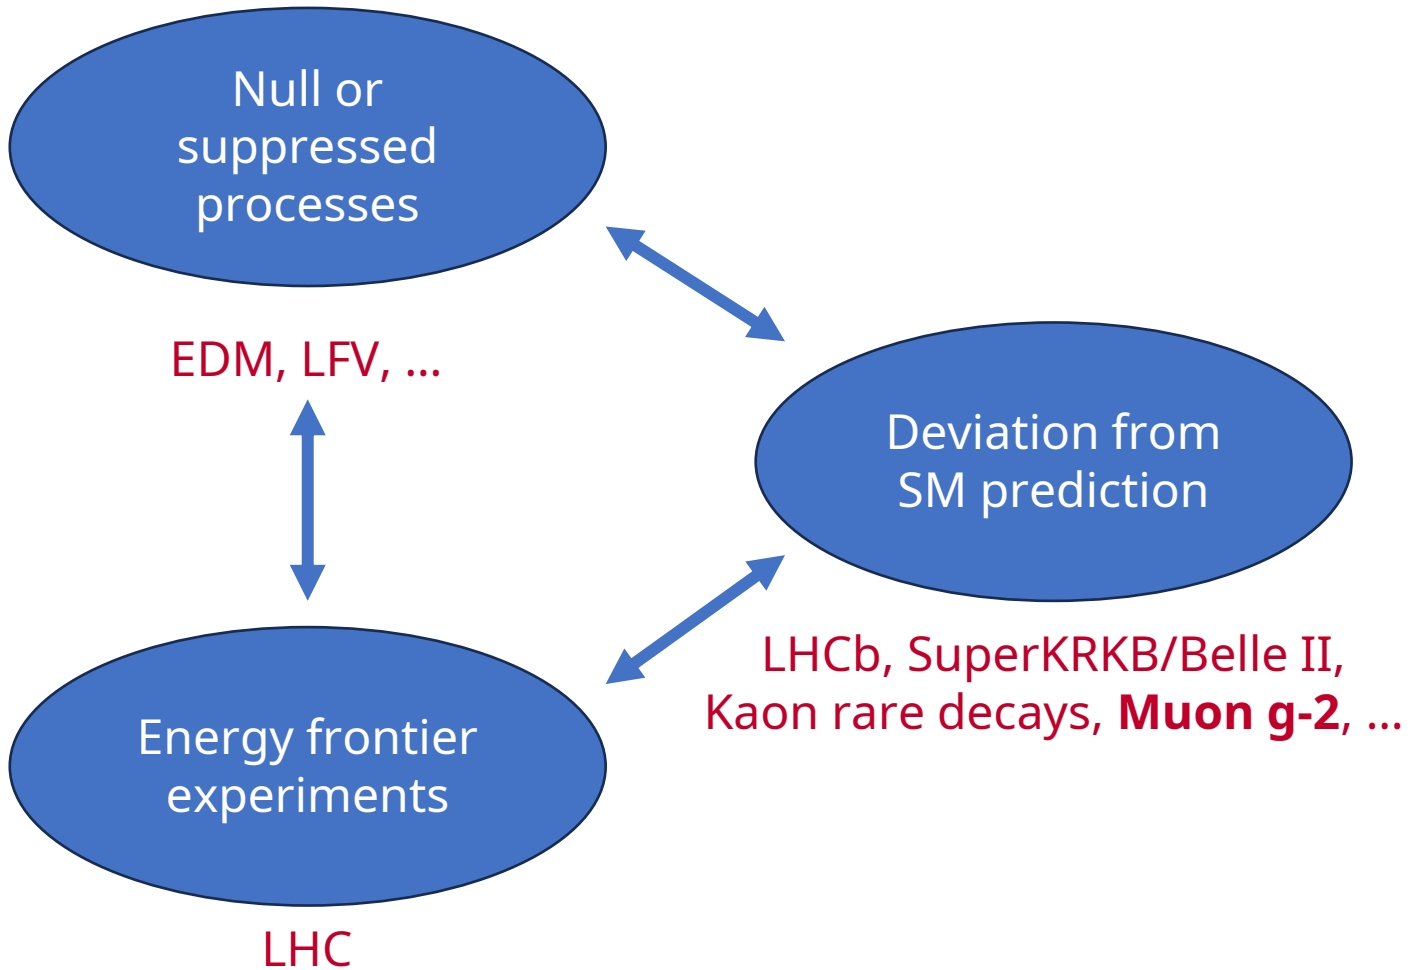 Null or
suppressed
processes
EDM, LFV, ...
Deviation from
SM prediction
LHCb, SuperKRKB/Belle II,
Kaon rare decays, Muon g-2, ...
Energy frontier
experiments
LHC